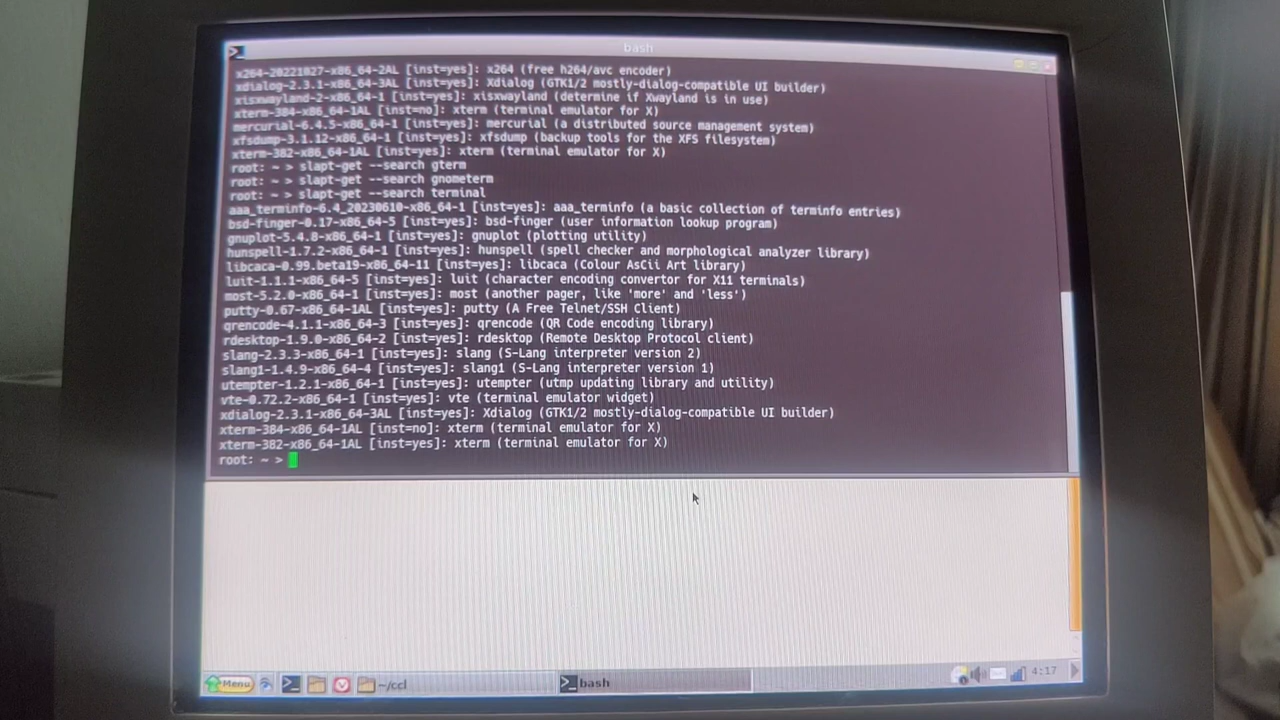 bash
x264-20221027-x86_64-2AL [inst=yes]: x264 (free h264/avc encoder)
xdialog-2.3.1-x86_64-3AL [inst=yes]: Xdialog (GTK1/2 mostly-dialog-compatible UI builder)
xisxwayland-2-x86_64-1 [inst=yes]: xisxwayland (determine if Xwayland is in use)
xterm-384-x86_64-1AL [inst=no]: xterm (terminal emulator for X)
mercurial-6.4.5-x86_64-1 [inst=yes]: mercurial (a distributed source management system)
xfsdump-3.1.12-x86_64-1 [inst=yes]: xfsdump (backup tools for the XFS filesystem)
xterm-382-x86_64-1AL [inst=yes]: xterm (terminal emulator for X)
root: ~ > slapt-get --search gterm
root: ~ > slapt-get --search gnometerm
root: ~ > slapt-get --search terminal
aaa_terminfo-6.4_20230610-x86_64-1 [inst=yes]: aaa_terminfo (a basic collection of terminfo entries)
bsd-finger-0.17-x86_64-5 [inst=yes]: bsd-finger (user information lookup program)
gnuplot-5.4.8-x86_64-1 [inst=yes]: gnuplot (plotting utility)
hunspell-1.7.2-x86_64-1 [inst=yes]: hunspell (spell checker and morphological analyzer library)
libcaca-0.99.beta19-x86_64-11 [inst=yes]: libcaca (Colour AsCii Art library)
luit-1.1.1-x86_64-5 [inst=yes]: luit (character encoding convertor for X11 terminals)
most-5.2.0-x86_64-1 [inst=yes]: most (another pager, like 'more' and 'less')
putty-0.67-x86_64-1AL [inst=yes]: putty (A Free Telnet/SSH Client)
qrencode-4.1.1-x86_64-3 [inst=yes]: qrencode (QR Code encoding library)
rdesktop-1.9.0-x86_64-2 [inst=yes]: rdesktop (Remote Desktop Protocol client)
slang-2.3.3-x86_64-1 [inst=yes]: slang (S-Lang interpreter version 2)
slang1-1.4.9-x86_64-4 [inst=yes]: slang1 (S-Lang interpreter version 1)
utempter-1.2.1-x86_64-1 [inst=yes]: utempter (utmp updating library and utility)
vte-0.72.2-x86_64-1 [inst=yes]: vte (terminal emulator widget)
xdialog-2.3.1-x86_64-3AL [inst=yes]: Xdialog (GTK1/2 mostly-dialog-compatible UI builder)
xterm-384-x86_64-1AL [inst=no]: xterm (terminal emulator for X)
xterm-382-x86_64-1AL [inst=yes]: xterm (terminal emulator for X)
root: ~ >
Menu ~/ccl bash 4:17